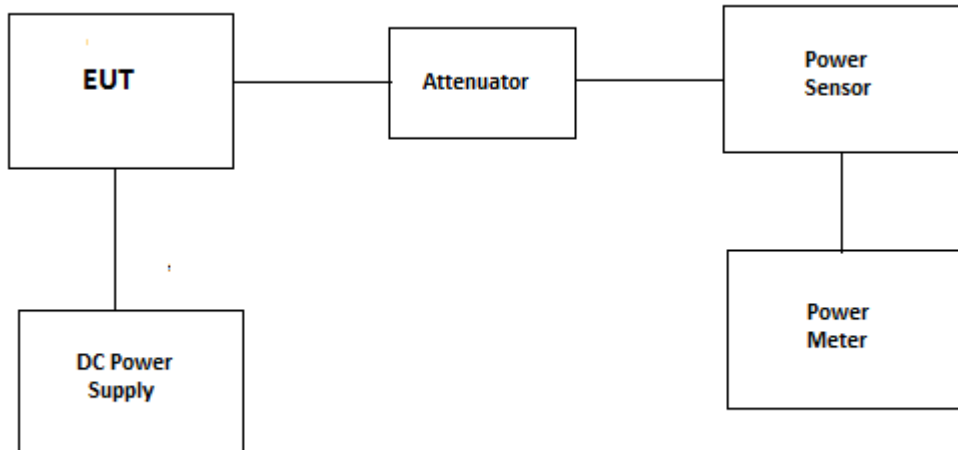 EUT
Attenuator
Power
Sensor
DC Power
Supply
Power
Meter